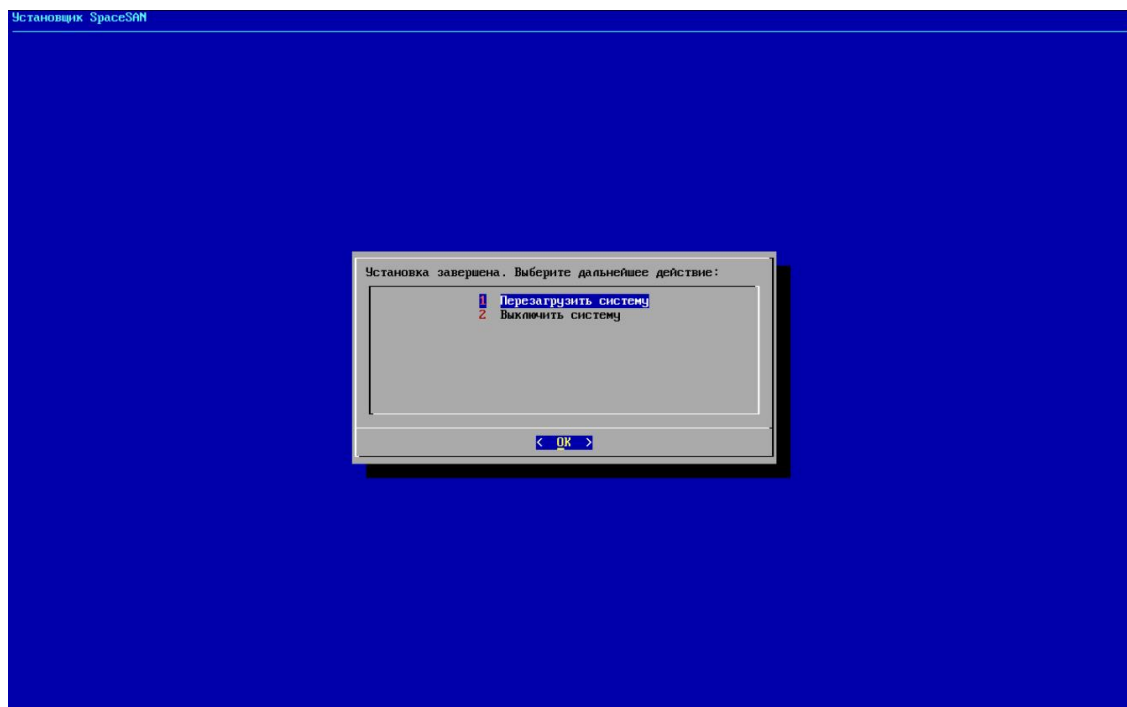 Установщик SpaceSAN
Установка завершена. Выберите дальнейшее действие:
1 Перезагрузить систему
2 Выключить систему
< OK >